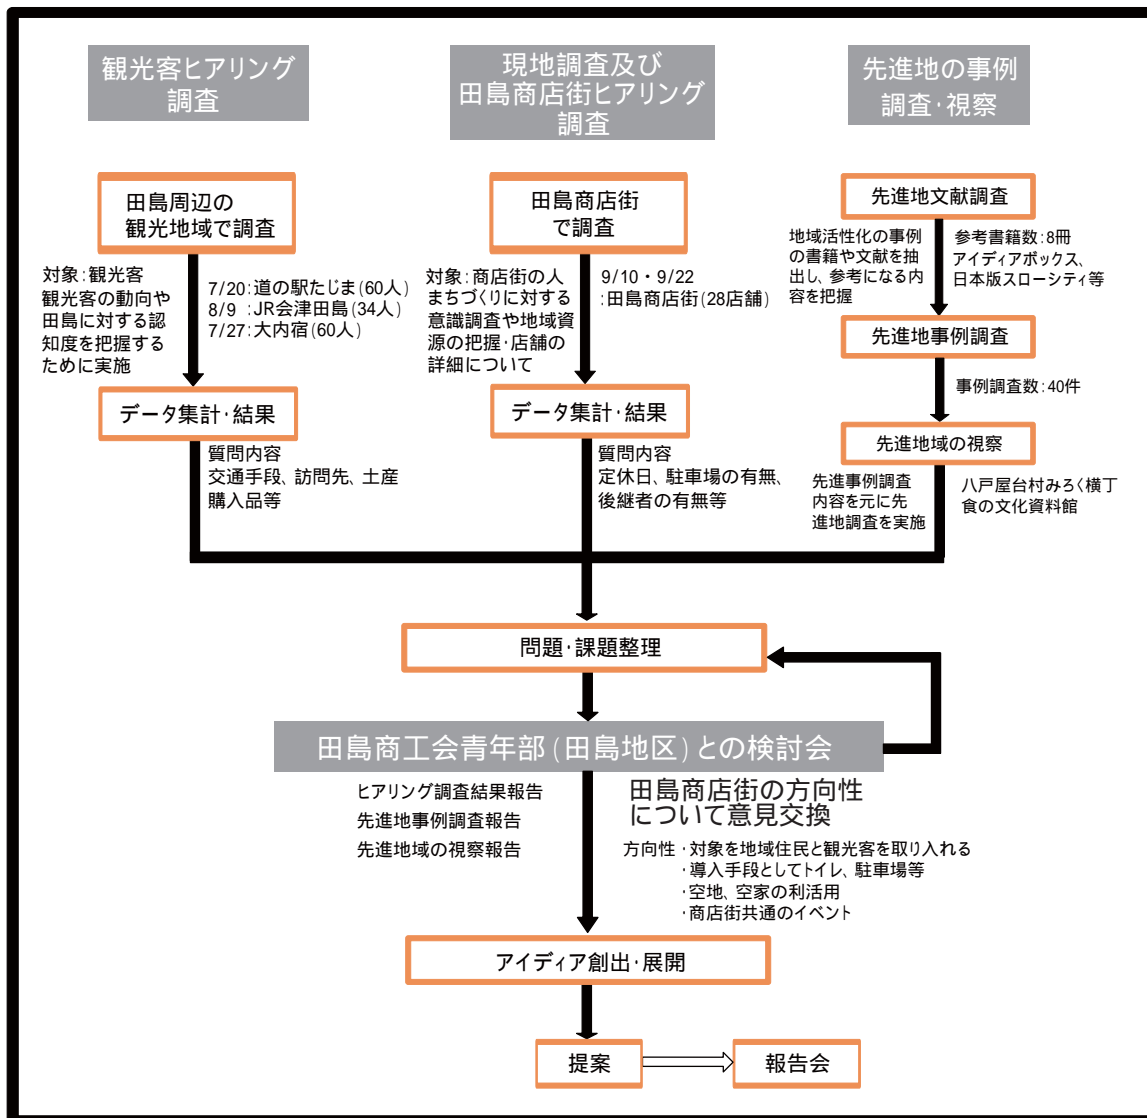 観光客ヒアリング
調査
現地調査及び
田島商店街ヒアリング
調査
先進地の事例
調査・視察
田島周辺の
観光地域で調査
対象:観光客
観光客の動向や
田島に対する認
知度を把握する
ために実施
7/20:道の駅たじま(60人)
8/9 :JR会津田島(34人)
7/27:大内宿(60人)
データ集計・結果
質問内容
交通手段、訪問先、土産
購入品等
田島商店街
で調査
対象:商店街の人
まちづくりに対する
意識調査や地域資
源の把握・店舗の
詳細について
9/10・9/22
:田島商店街(28店舗)
データ集計・結果
質問内容
定休日、駐車場の有無、
後継者の有無等
先進地文献調査
地域活性化の事例
の書籍や文献を抽
出し、参考になる内
容を把握
参考書籍数:8冊
アイディアボックス、
日本版スローシティ等
先進地事例調査
事例調査数:40件
先進地域の視察
先進事例調査
内容を元に先
進地調査を実施
八戸屋台村みろく横丁
食の文化資料館
問題・課題整理
田島商工会青年部(田島地区)との検討会
ヒアリング調査結果報告
先進地事例調査報告
先進地域の視察報告
田島商店街の方向性
について意見交換
方向性・対象を地域住民と観光客を取り入れる
・導入手段としてトイレ、駐車場等
・空地、空家の利活用
・商店街共通のイベント
アイディア創出・展開
提案
報告会